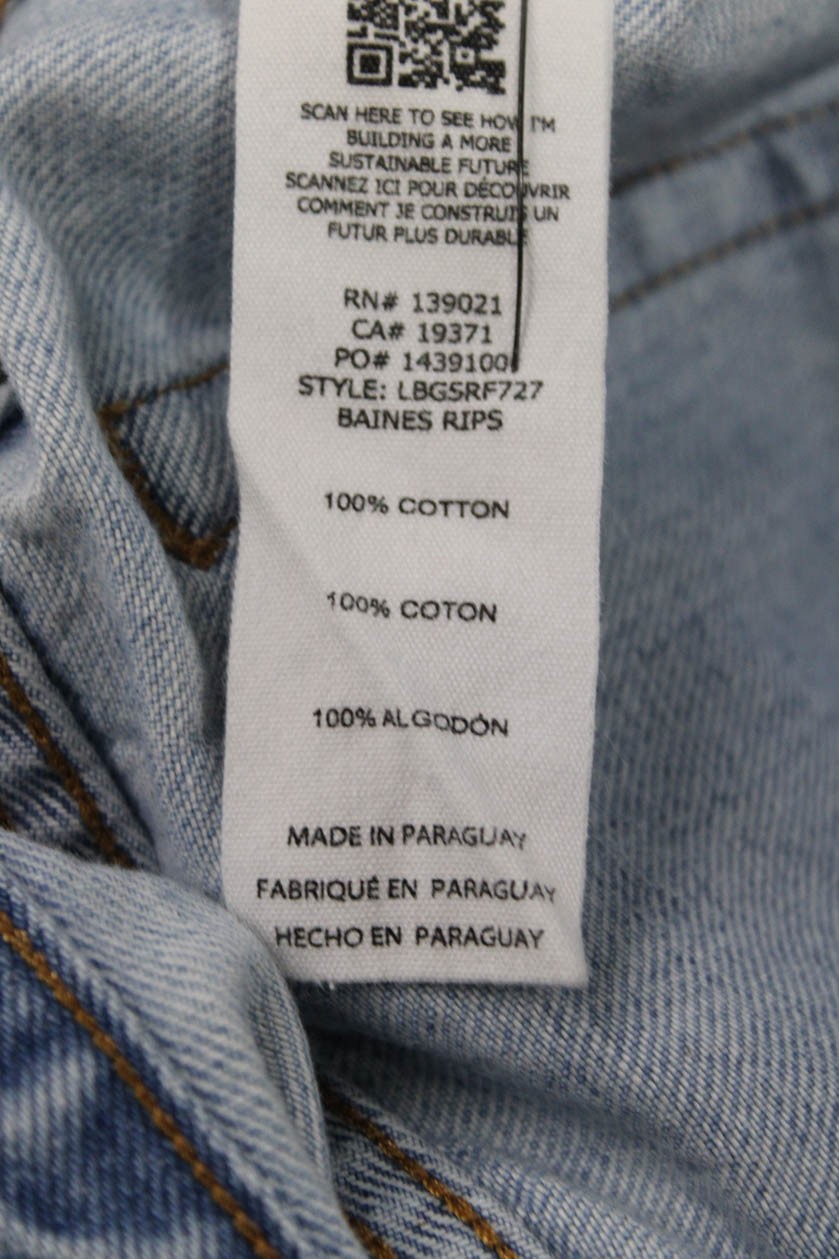 SCAN HERE TO SEE HOW I'M
BUILDING A MORE
SUSTAINABLE FUTURE
SCANNEZ ICI POUR DÉCOUVRIR
COMMENT JE CONSTRUIS UN
FUTUR PLUS DURABLE
RN# 139021
CA# 19371
PO# 1439100
STYLE: LBGSRF727
BAINES RIPS
100% COTTON
100% COTON
100% ALGODÓN
MADE IN PARAGUAY
FABRIQUÉ EN PARAGUAY
HECHO EN PARAGUAY